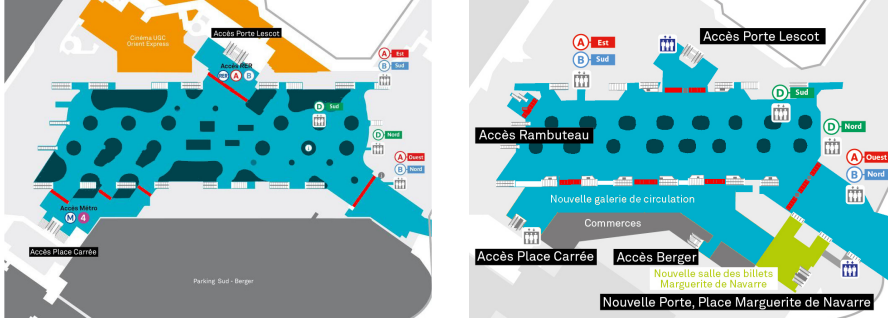 Cinéma UGC
Orient Express
Accès Porte Lescot
Accès RER
RER A B
A Est
B Sud
D Sud
D Nord
A Ouest
B Nord
i
i
Accès Métro
M 4
Accès Place Carrée
Parking Sud - Berger
Accès Porte Lescot
A Est
B Sud
D Sud
Accès Rambuteau
D Nord
A Ouest
B Nord
Nouvelle galerie de circulation
Commerces
Accès Place Carrée
Accès Berger
Nouvelle salle des billets
Marguerite de Navarre
Nouvelle Porte, Place Marguerite de Navarre